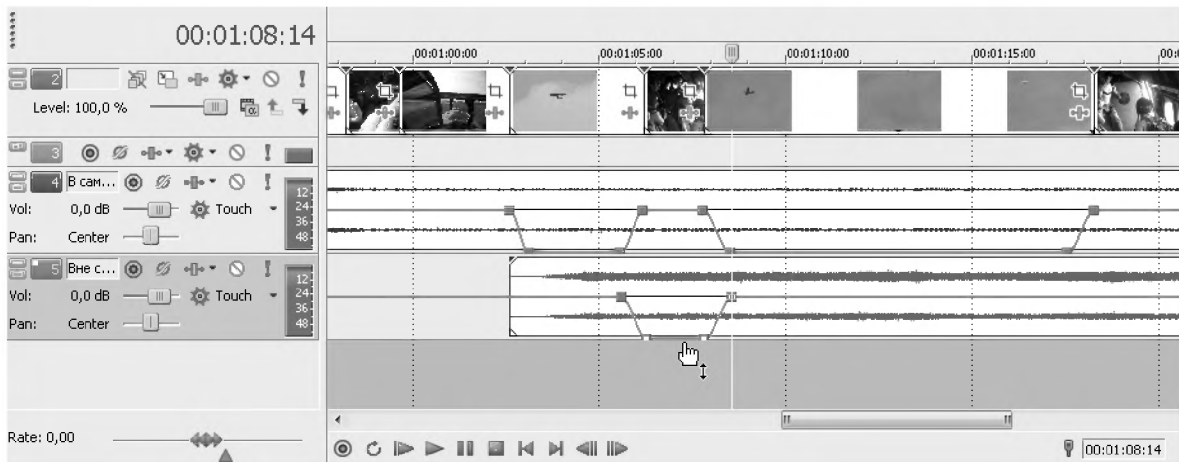 00:01:08:14
00:01:00:00 00:01:05:00 00:01:10:00 00:01:15:00
2
Level: 100,0 %
3
4 В сам...
Vol: 0,0 dB Touch
Pan: Center
12
24
36
48
5 Вне с...
Vol: 0,0 dB Touch
Pan: Center
12
24
36
48
Rate: 0,00
00:01:08:14